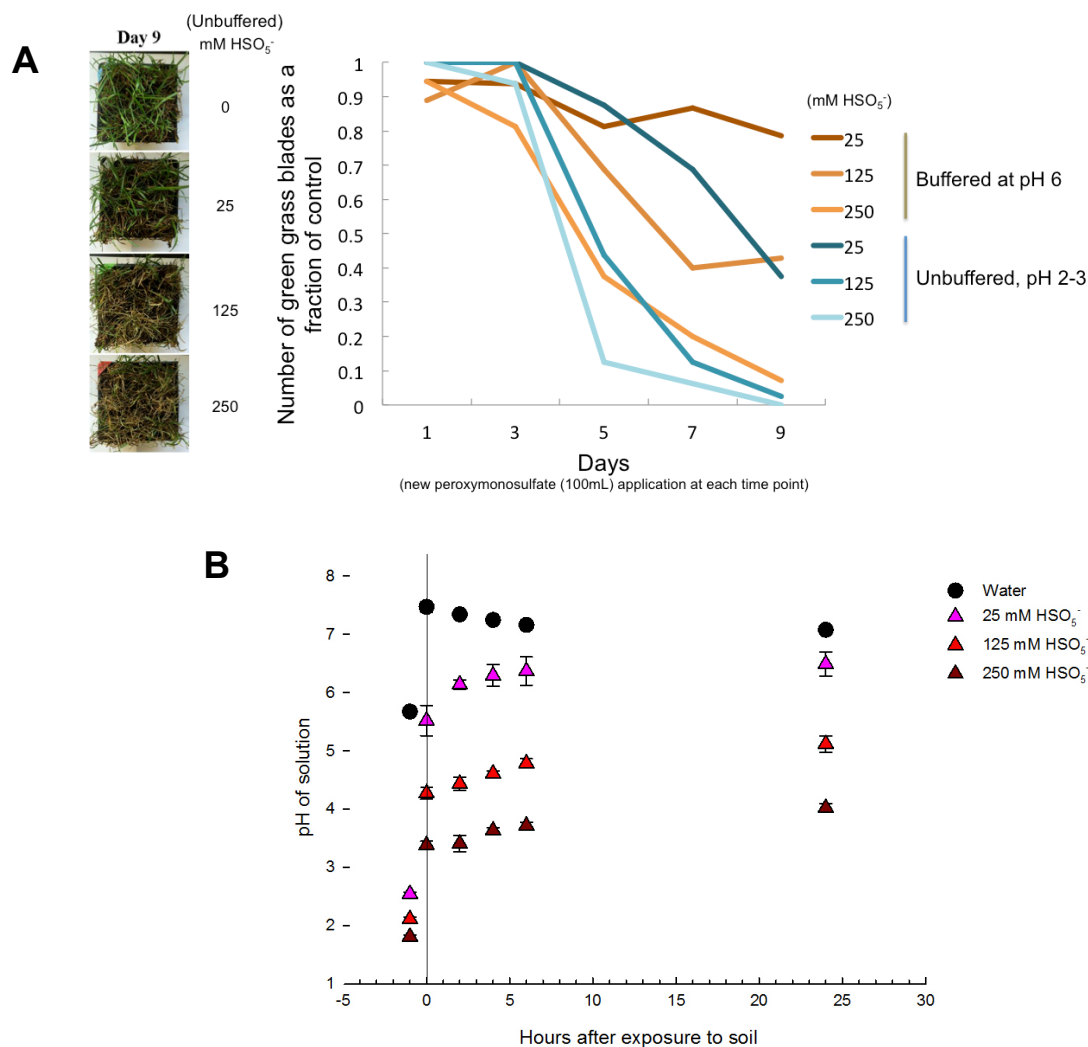 A
Day 9
(Unbuffered)
mM HSO₅⁻
0
25
125
250
Number of green grass blades as a
fraction of control
1
0.9
0.8
0.7
0.6
0.5
0.4
0.3
0.2
0.1
0
1 3 5 7 9
Days
(new peroxymonosulfate (100mL) application at each time point)
(mM HSO₅⁻)
25
125
250
Buffered at pH 6
25
125
250
Unbuffered, pH 2-3
B
pH of solution
8
7
6
5
4
3
2
1
-5 0 5 10 15 20 25 30
Hours after exposure to soil
Water
25 mM HSO₅⁻
125 mM HSO₅⁻
250 mM HSO₅⁻